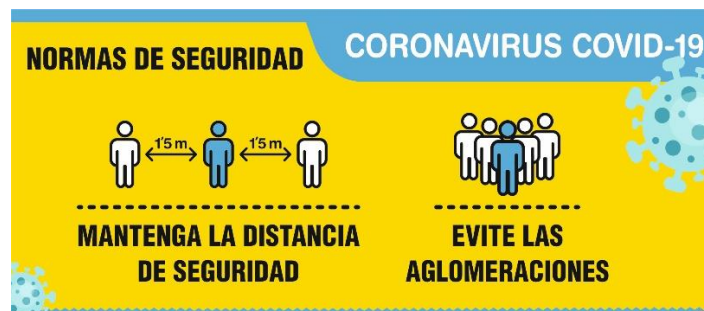 CORONAVIRUS COVID-19
NORMAS DE SEGURIDAD
1'5 m 1'5 m
MANTENGA LA DISTANCIA
DE SEGURIDAD
EVITE LAS
AGLOMERACIONES